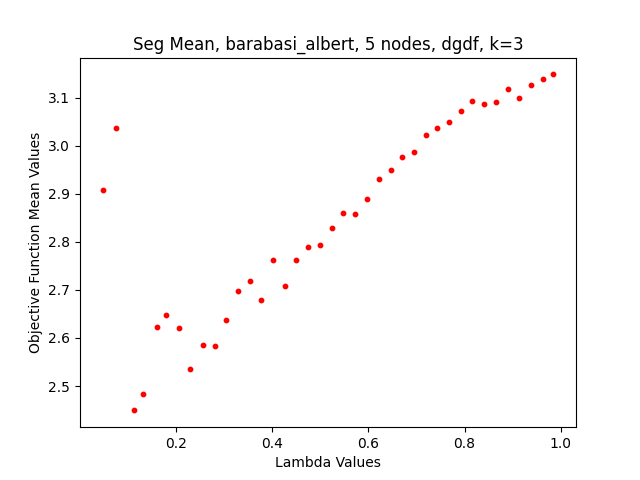 Seg Mean, barabasi_albert, 5 nodes, dgdf, k=3
Objective Function Mean Values
3.1
3.0
2.9
2.8
2.7
2.6
2.5
0.2 0.4 0.6 0.8 1.0
Lambda Values